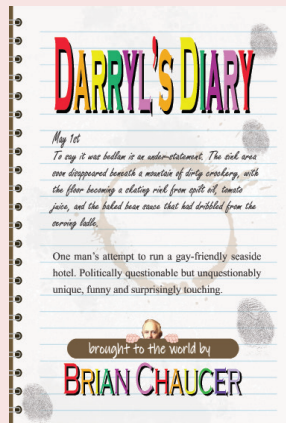 DARRYL'S DIARY
May 1st
To say it was bedlam is an under-statement. The sink area
soon disappeared beneath a mountain of dirty crockery, with
the floor becoming a skating rink from spilt oil, tomato
juice, and the baked bean sauce that had dribbled from the
serving ladle.
One man's attempt to run a gay-friendly seaside
hotel. Politically questionable but unquestionably
unique, funny and surprisingly touching.
brought to the world by
BRIAN CHAUCER